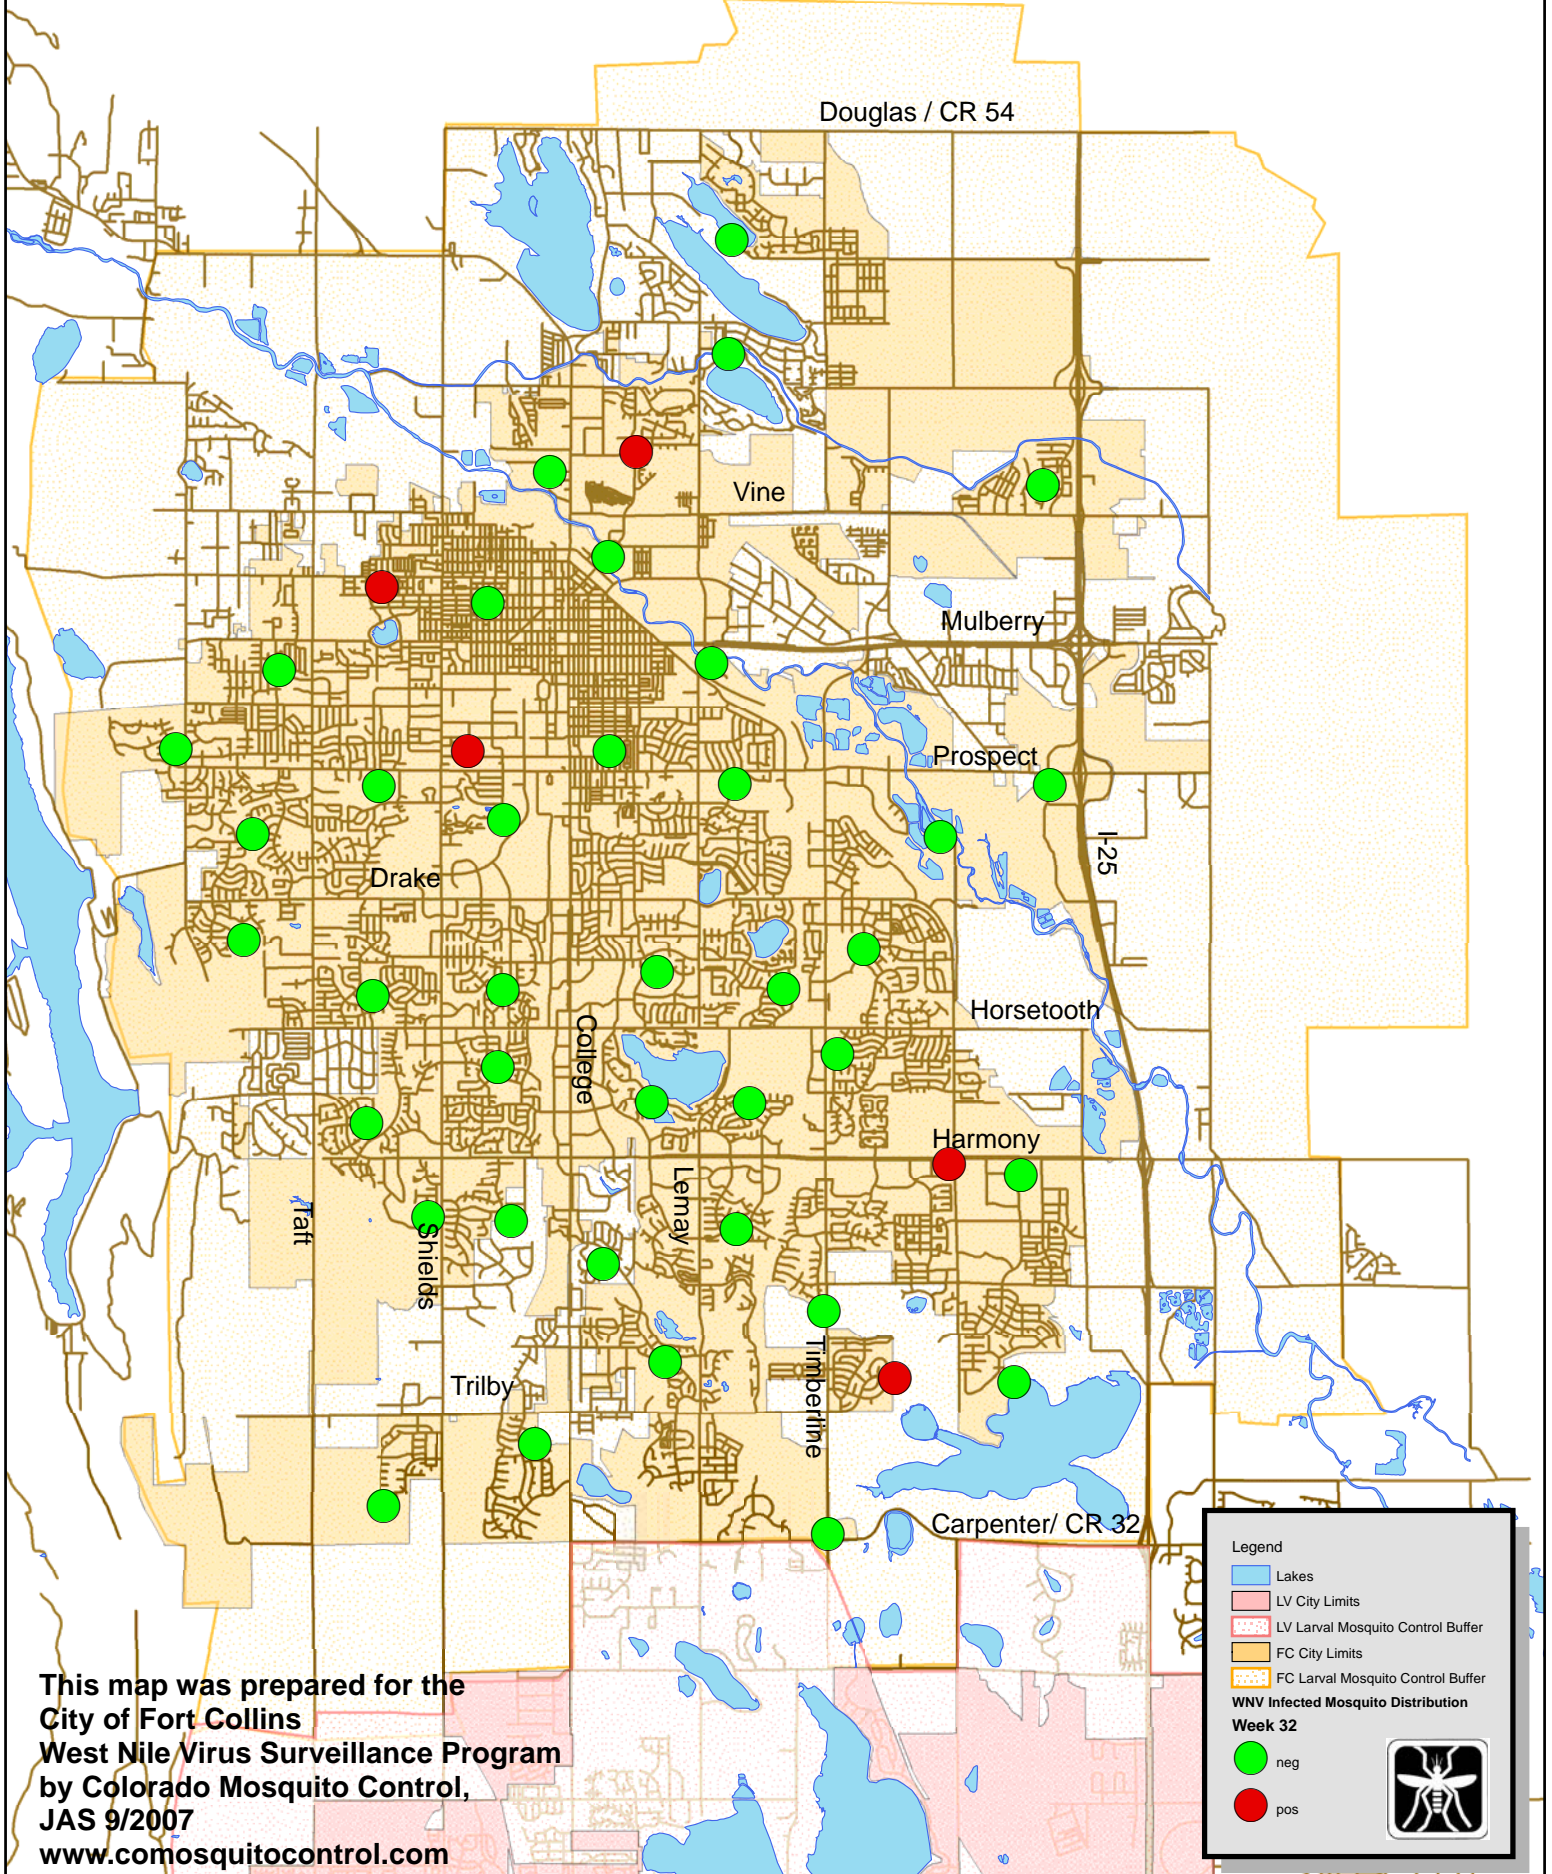 Douglas / CR 54
Vine
Mulberry
Prospect
I-25
Drake
Horsetooth
College
Harmony
Lemay
Taft
Shields
Timberline
Trilby
Carpenter/ CR 32
Legend
Lakes
LV City Limits
LV Larval Mosquito Control Buffer
FC City Limits
FC Larval Mosquito Control Buffer
WNV Infected Mosquito Distribution
Week 32
neg
pos
This map was prepared for the
City of Fort Collins
West Nile Virus Surveillance Program
by Colorado Mosquito Control,
JAS 9/2007
www.comosquitocontrol.com